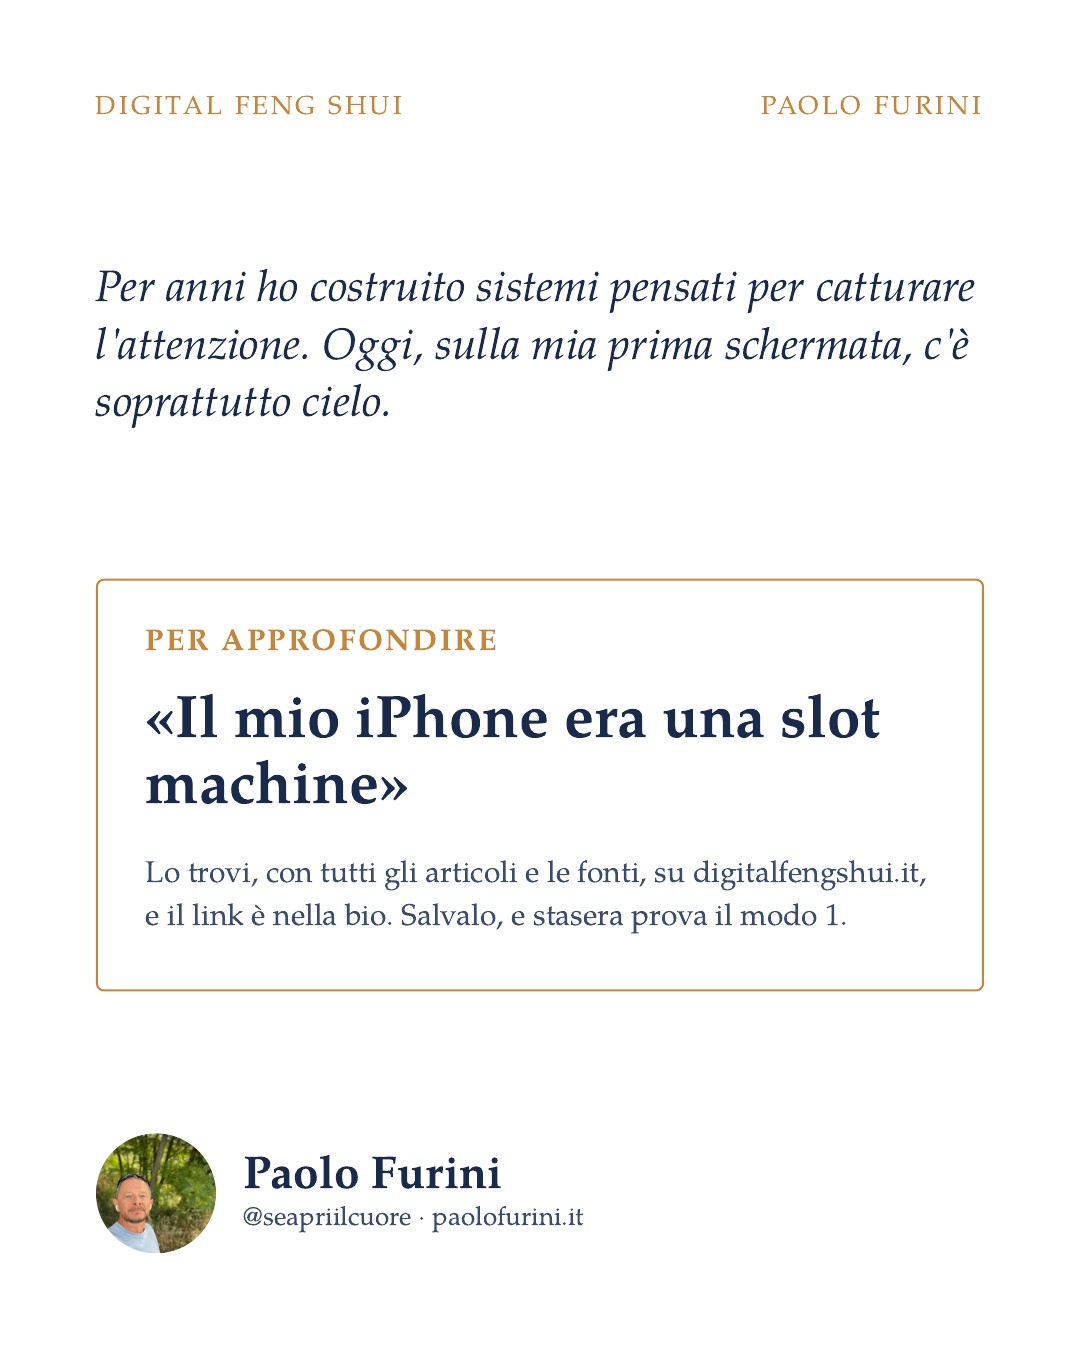 DIGITAL FENG SHUI
PAOLO FURINI
Per anni ho costruito sistemi pensati per catturare
l'attenzione. Oggi, sulla mia prima schermata, c'è
soprattutto cielo.
PER APPROFONDIRE
«Il mio iPhone era una slot
machine»
Lo trovi, con tutti gli articoli e le fonti, su digitalfengshui.it,
e il link è nella bio. Salvalo, e stasera prova il modo 1.
Paolo Furini
@seapriilcuore · paolofurini.it